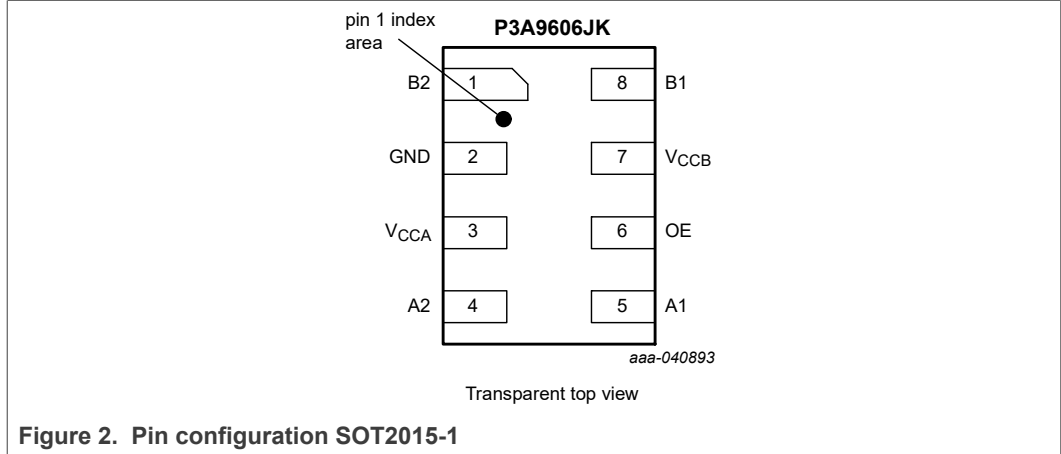 pin 1 index
area
P3A9606JK
B2 1 8 B1
GND 2 7 VCCB
VCCA 3 6 OE
A2 4 5 A1
aaa-040893
Transparent top view
Figure 2. Pin configuration SOT2015-1